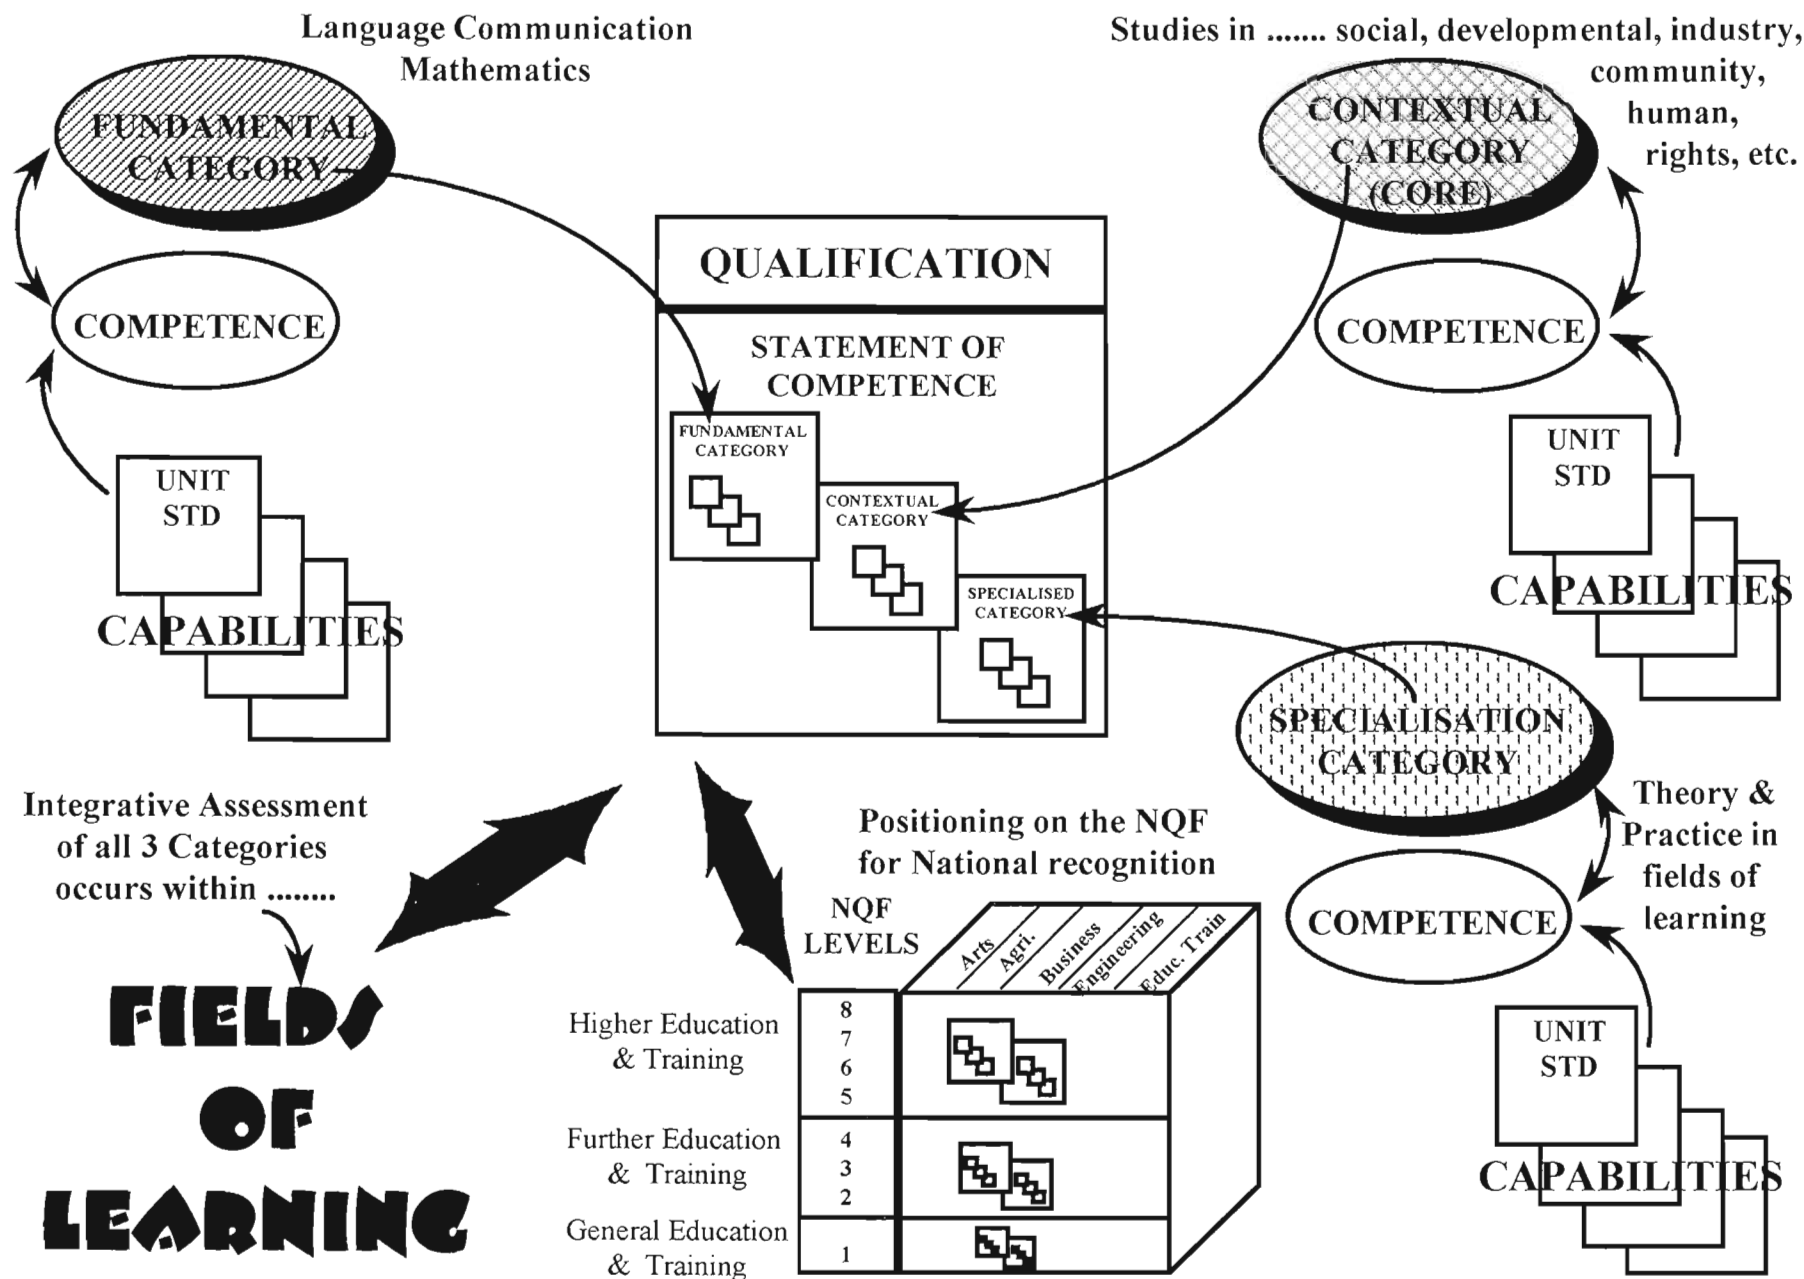 Language Communication
Mathematics
FUNDAMENTAL
CATEGORY
COMPETENCE
UNIT
STD
CAPABILITIES
Studies in ....... social, developmental, industry,
community,
human,
rights, etc.
CONTEXTUAL
CATEGORY
(CORE)
COMPETENCE
UNIT
STD
CAPABILITIES
QUALIFICATION
STATEMENT OF
COMPETENCE
FUNDAMENTAL
CATEGORY
CONTEXTUAL
CATEGORY
SPECIALISED
CATEGORY
SPECIALISATION
CATEGORY
Theory &
Practice in
fields of
learning
COMPETENCE
UNIT
STD
CAPABILITIES
Integrative Assessment
of all 3 Categories
occurs within .........
FIELDS
OF
LEARNING
Positioning on the NQF
for National recognition
NQF
LEVELS
Arts
Agri.
Business
Engineering
Educ. Train
Higher Education
& Training
8
7
6
5
Further Education
& Training
4
3
2
General Education
& Training
1